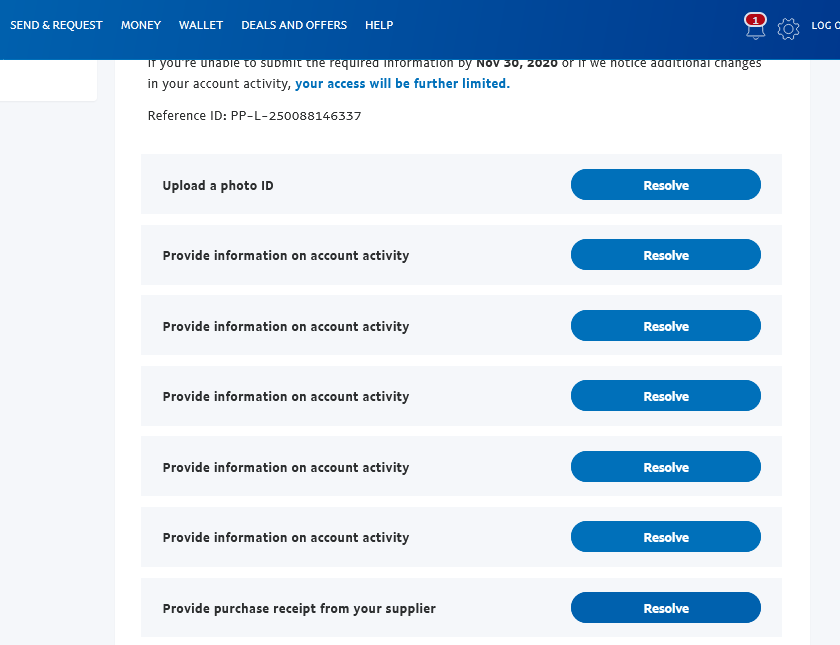 SEND & REQUEST MONEY WALLET DEALS AND OFFERS HELP 1 LOG O
If you're unable to submit the required information by Nov 30, 2020 or if we notice additional changes
in your account activity, your access will be further limited.
Reference ID: PP-L-250088146337
Upload a photo ID Resolve
Provide information on account activity Resolve
Provide information on account activity Resolve
Provide information on account activity Resolve
Provide information on account activity Resolve
Provide information on account activity Resolve
Provide purchase receipt from your supplier Resolve